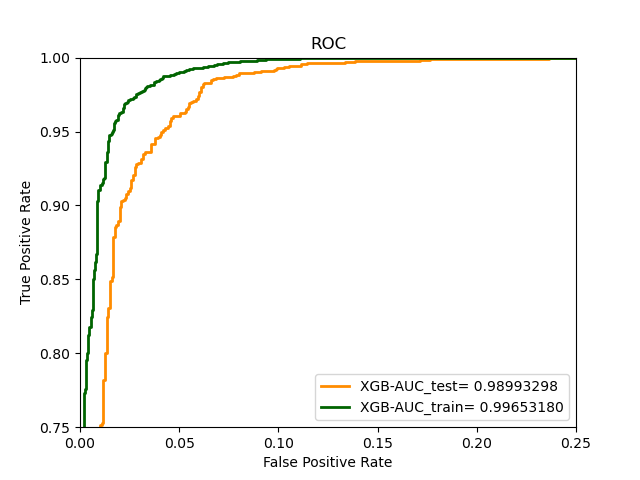 ROC
1.00
0.95
0.90
0.85
0.80
0.75
True Positive Rate
XGB-AUC_test= 0.98993298
XGB-AUC_train= 0.99653180
0.00 0.05 0.10 0.15 0.20 0.25
False Positive Rate